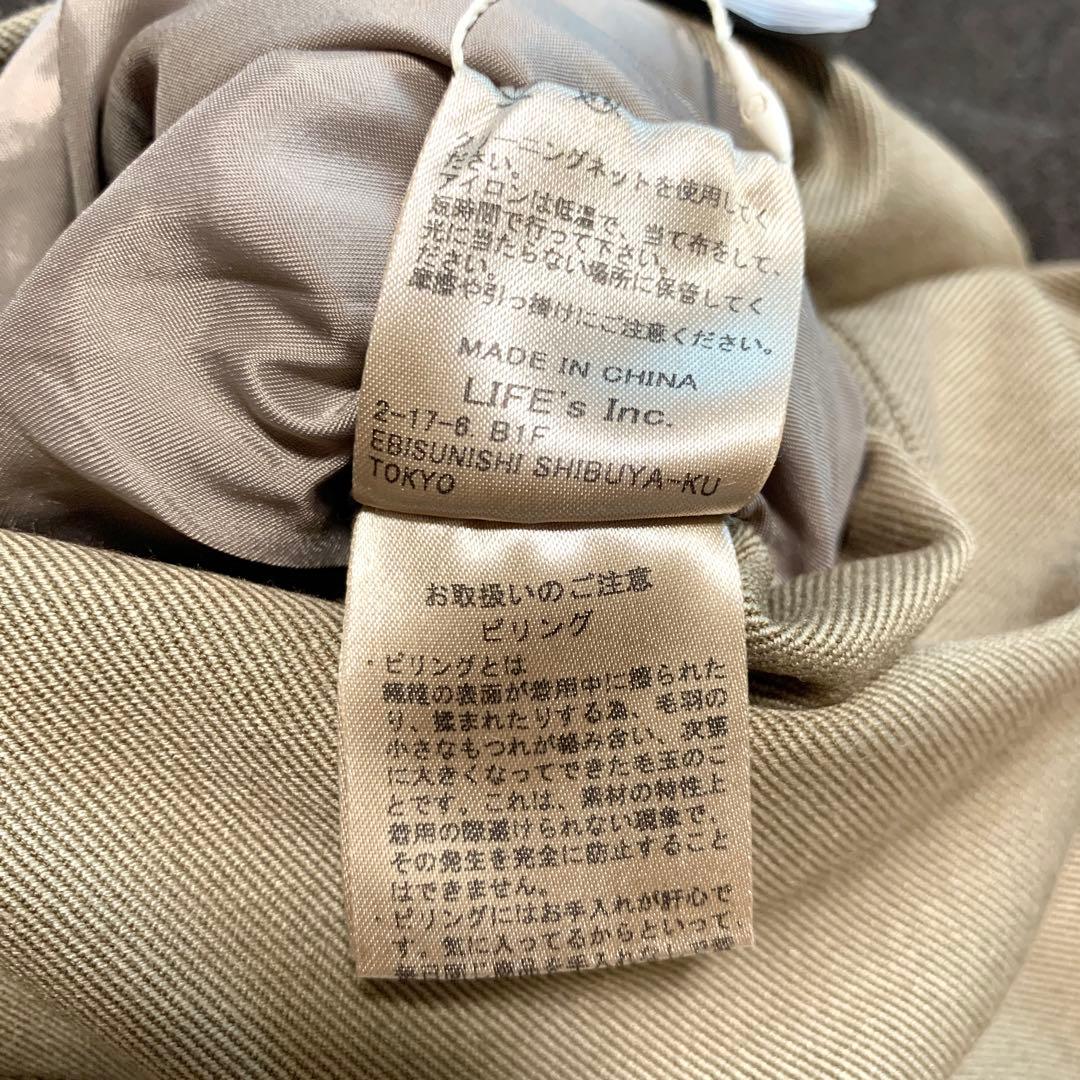 クリーニングネットを使用してく
ださい。
アイロンは低温で、当て布をして、
短時間で行って下さい。
光に当たらない場所に保管してく
ださい。
摩擦や引っ掛けにご注意ください。
MADE IN CHINA
LIFE's Inc.
2-17-6. B1F
EBISUNISHI SHIBUYA-KU
TOKYO
お取扱いのご注意
ピリング
・ピリングとは
繊維の表面が着用中に擦られた
り、揉まれたりする為、毛羽の
小さなもつれが絡み合い、次第
に大きくなってできた毛玉のこ
とです。これは、素材の特性上
着用の際避けられない現象で、
その発生を完全に防止すること
はできません。
・ピリングにはお手入れが肝心で
す。気に入ってるからといって